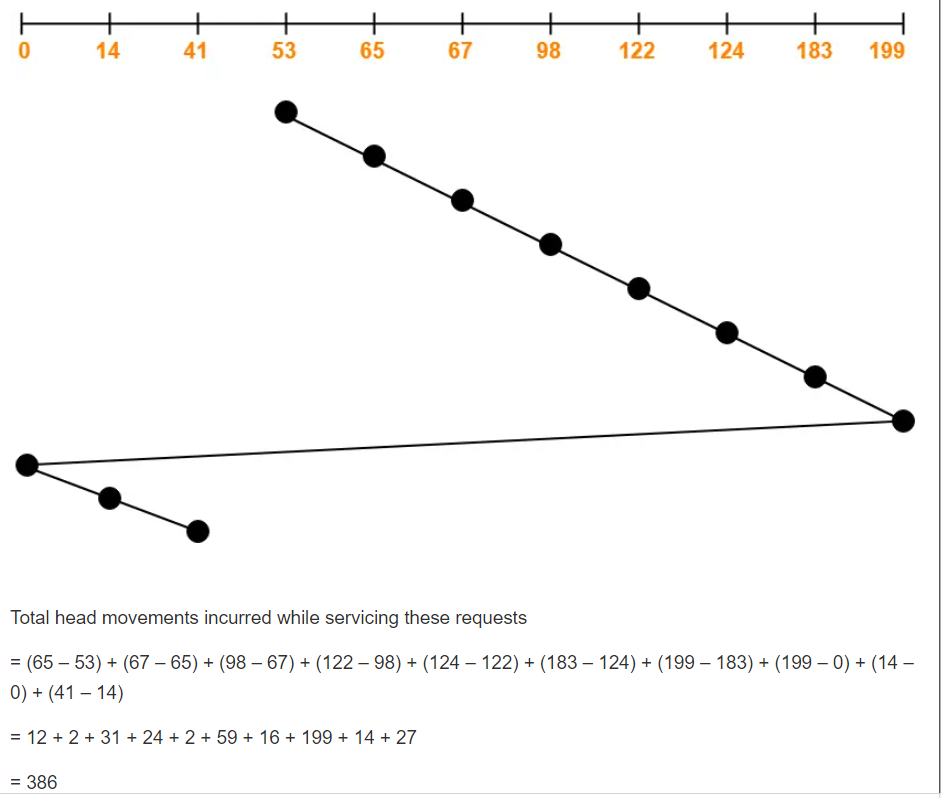 0 14 41 53 65 67 98 122 124 183 199
Total head movements incurred while servicing these requests
= (65 – 53) + (67 – 65) + (98 – 67) + (122 – 98) + (124 – 122) + (183 – 124) + (199 – 183) + (199 – 0) + (14 –
0) + (41 – 14)
= 12 + 2 + 31 + 24 + 2 + 59 + 16 + 199 + 14 + 27
= 386